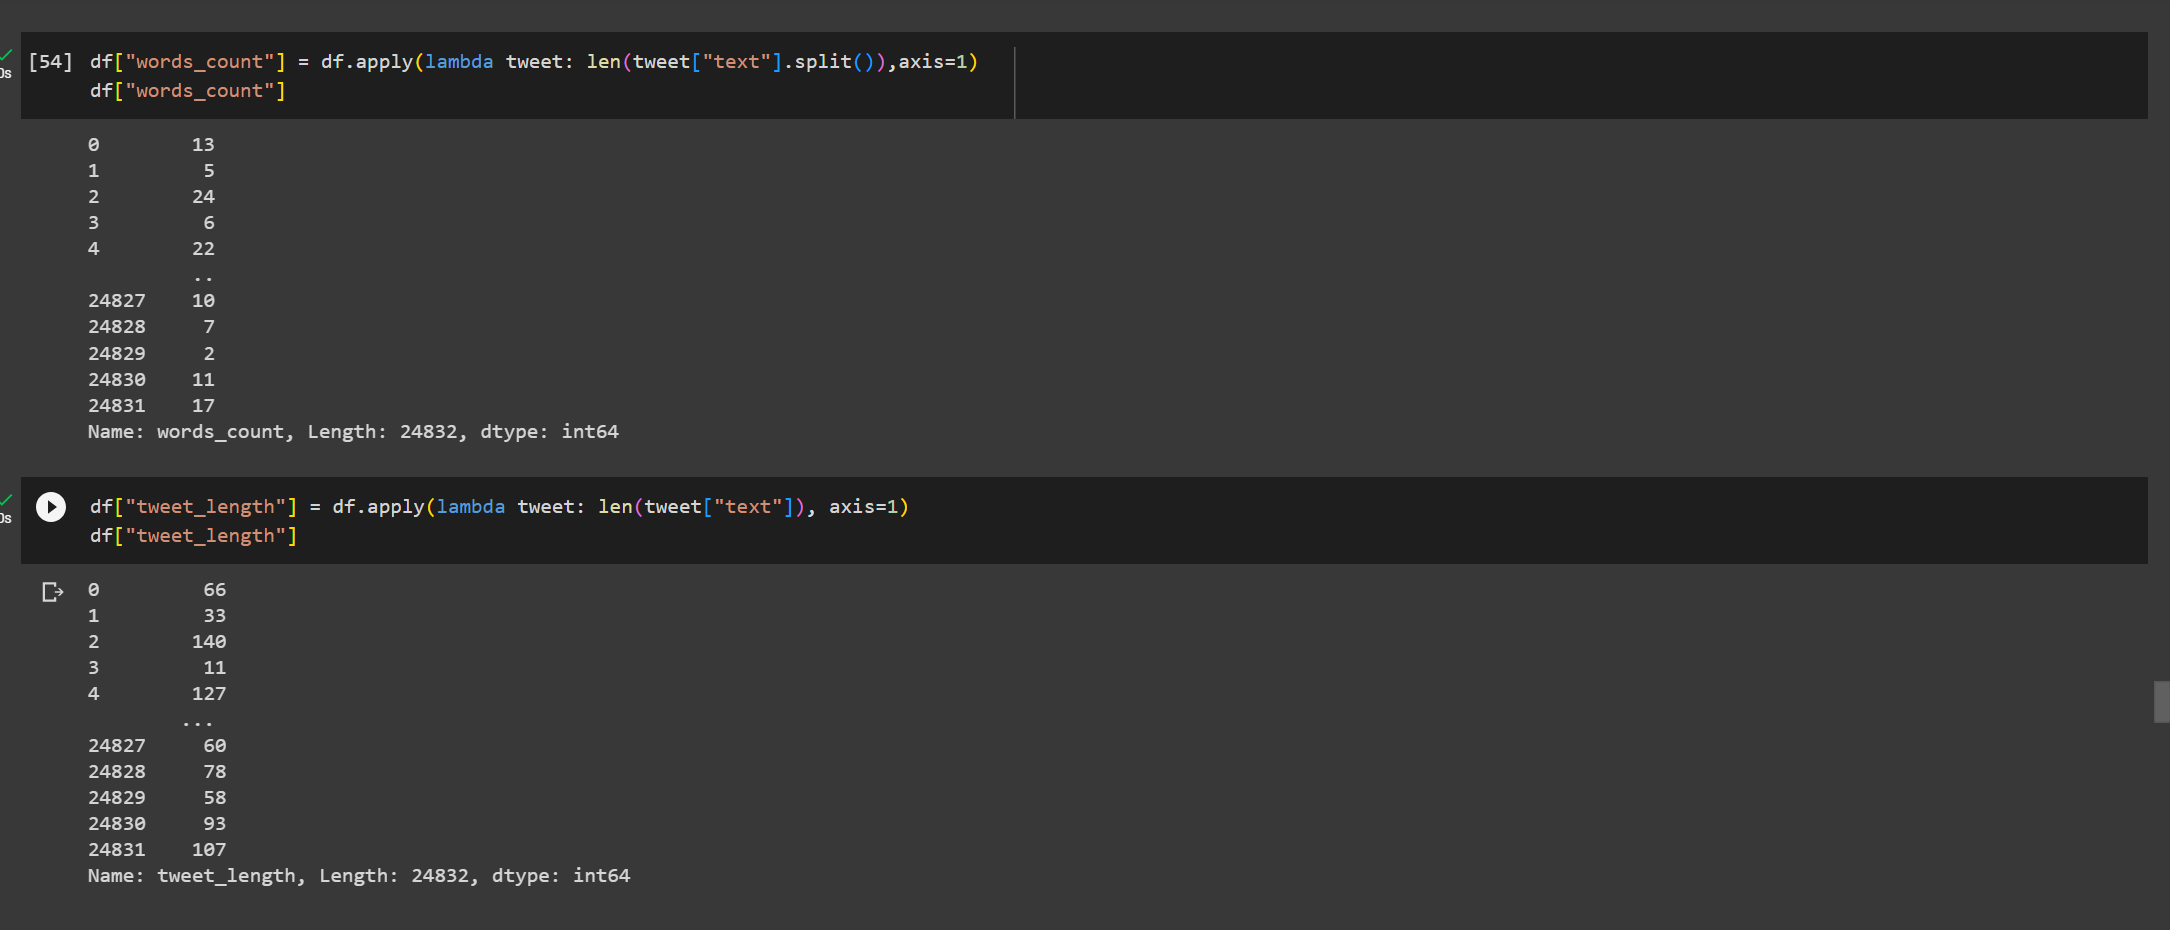 [54] df["words_count"] = df.apply(lambda tweet: len(tweet["text"].split()),axis=1)
df["words_count"]
0s
0        13
1         5
2        24
3         6
4        22
..
24827    10
24828     7
24829     2
24830    11
24831    17
Name: words_count, Length: 24832, dtype: int64
df["tweet_length"] = df.apply(lambda tweet: len(tweet["text"]), axis=1)
0s
df["tweet_length"]
0         66
1         33
2        140
3         11
4        127
...
24827     60
24828     78
24829     58
24830     93
24831    107
Name: tweet_length, Length: 24832, dtype: int64